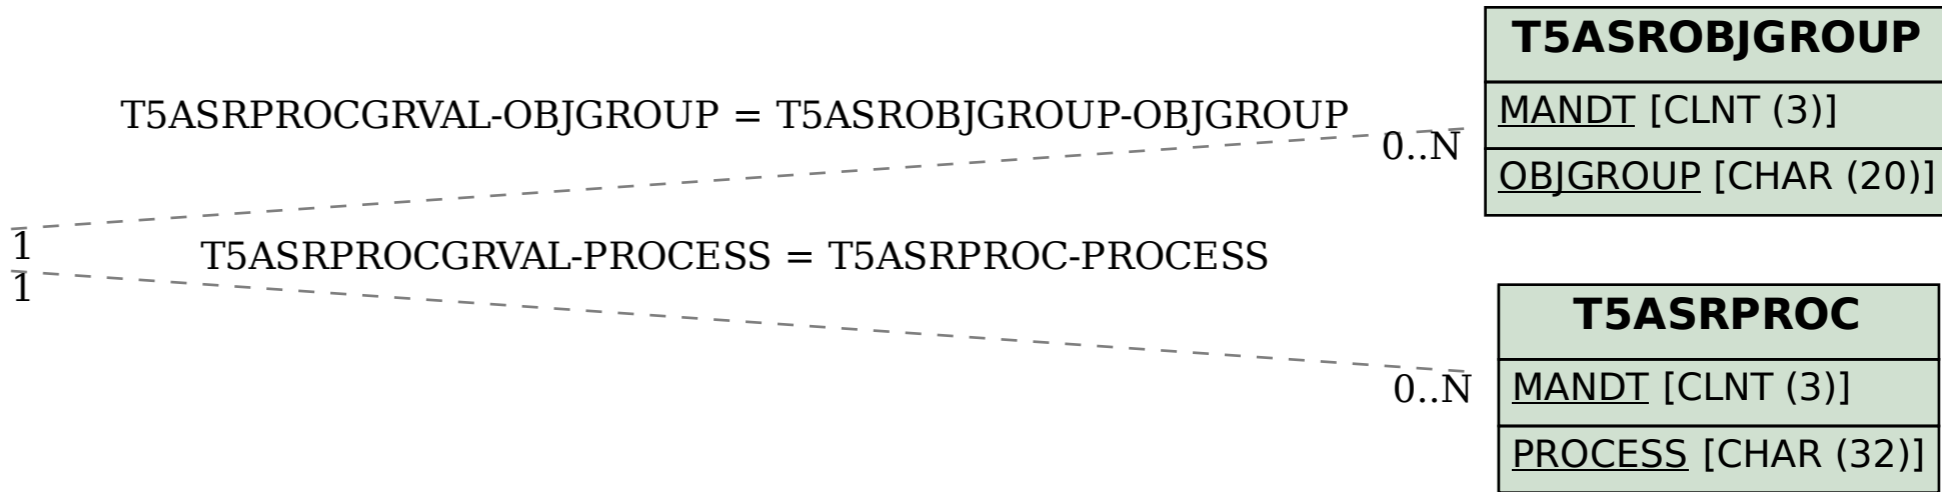 T5ASROBJGROUP
T5ASRPROCGRVAL-OBJGROUP = T5ASROBJGROUP-OBJGROUP
MANDT [CLNT (3)]
0..N
OBJGROUP [CHAR (20)]
1
T5ASRPROCGRVAL-PROCESS = T5ASRPROC-PROCESS
1
T5ASRPROC
0..N
MANDT [CLNT (3)]
PROCESS [CHAR (32)]